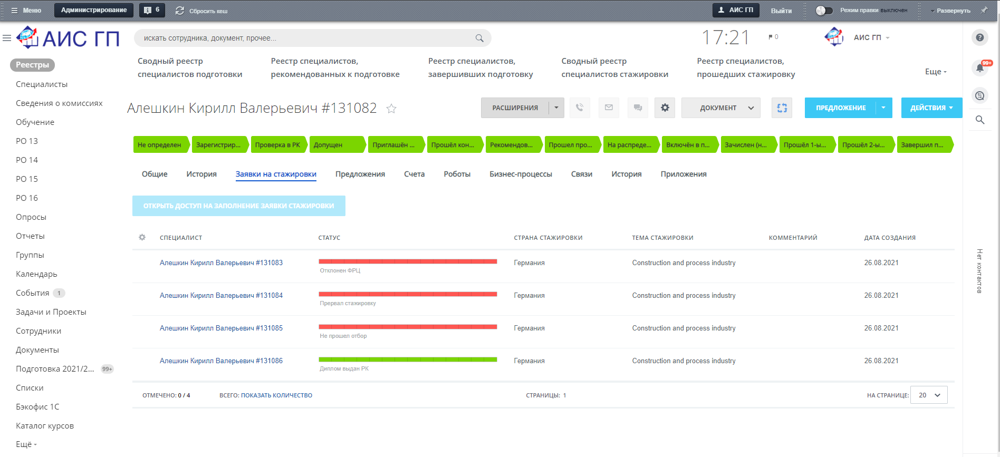 Меню
Администрирование
6
Сбросить кеш
АИС ГП
Выйти
Режим правки выключен
Развернуть
АИС ГП
искать сотрудника, документ, прочее...
17:21
0
АИС ГП
99+
Реестры
Специалисты
Сведения о комиссиях
Обучение
РО 13
РО 14
РО 15
РО 16
Опросы
Отчеты
Группы
Календарь
События 1
Задачи и Проекты
Сотрудники
Документы
Подготовка 2021/2... 99+
Списки
Бэкофис 1С
Каталог курсов
Ещё
Сводный реестр
специалистов подготовки
Реестр специалистов,
рекомендованных к подготовке
Реестр специалистов,
завершивших подготовку
Сводный реестр
специалистов стажировки
Реестр специалистов,
прошедших стажировку
Еще
Алешкин Кирилл Валерьевич #131082
РАСШИРЕНИЯ
ДОКУМЕНТ
ПРЕДЛОЖЕНИЕ
ДЕЙСТВИЯ
Не определен
Зарегистрир...
Проверка в РК
Допущен
Приглашён ...
Прошёл кон...
Рекомендов...
Прошел про...
На распреде...
Включён в п...
Зачислен (н...
Прошёл 1-ы...
Прошёл 2-ы...
Завершил п...
Общие
История
Заявки на стажировки
Предложения
Счета
Роботы
Бизнес-процессы
Связи
История
Приложения
ОТКРЫТЬ ДОСТУП НА ЗАПОЛНЕНИЕ ЗАЯВКИ СТАЖИРОВКИ
СПЕЦИАЛИСТ СТАТУС СТРАНА СТАЖИРОВКИ ТЕМА СТАЖИРОВКИ КОММЕНТАРИЙ ДАТА СОЗДАНИЯ
Алешкин Кирилл Валерьевич #131083 Германия Construction and process industry 26.08.2021
Отклонен ФРЦ
Алешкин Кирилл Валерьевич #131084 Германия Construction and process industry 26.08.2021
Прервал стажировку
Алешкин Кирилл Валерьевич #131085 Германия Construction and process industry 26.08.2021
Не прошел отбор
Алешкин Кирилл Валерьевич #131086 Германия Construction and process industry 26.08.2021
Диплом выдан РК
ОТМЕЧЕНО: 0 / 4 ВСЕГО: ПОКАЗАТЬ КОЛИЧЕСТВО СТРАНИЦЫ: 1 НА СТРАНИЦЕ: 20
Нет контактов